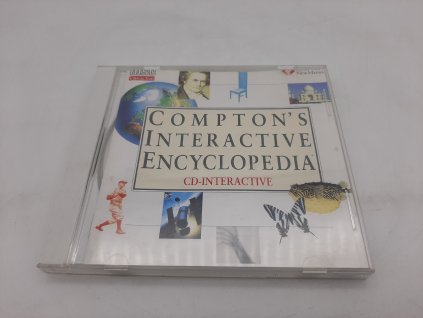 COMPTON'S
INTERACTIVE
ENCYCLOPEDIA
CD-INTERACTIVE